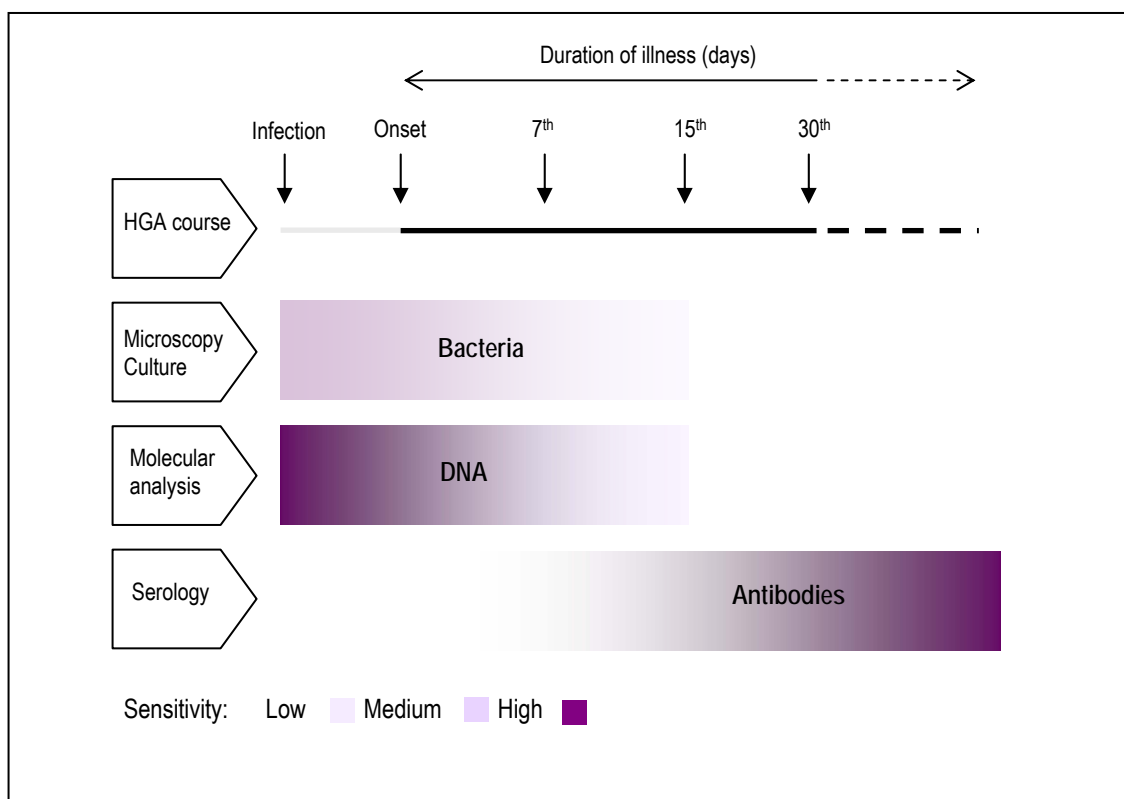 Duration of illness (days)
Infection Onset 7th 15th 30th
HGA course
Microscopy
Culture
Bacteria
Molecular
analysis
DNA
Serology
Antibodies
Sensitivity: Low Medium High